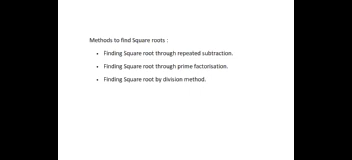 Methods to find Square roots :
• Finding Square root through repeated subtraction.
• Finding Square root through prime factorisation.
• Finding Square root by division method.